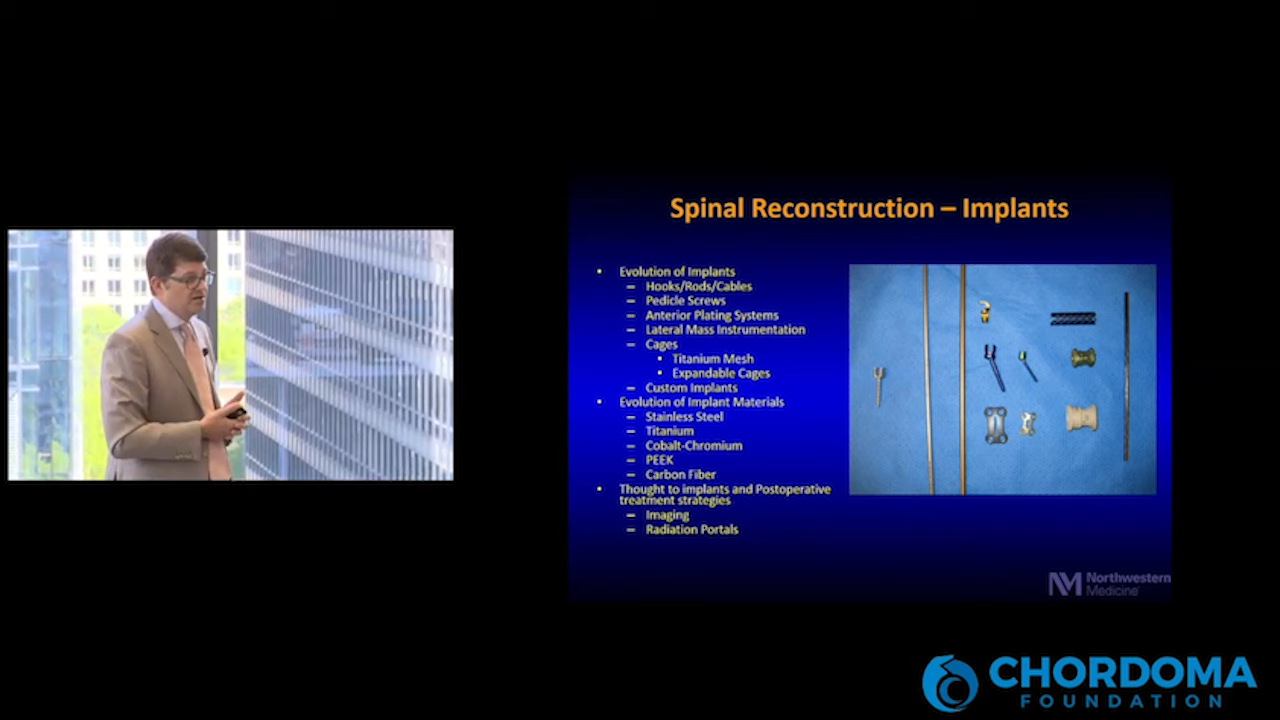 Spinal Reconstruction – Implants
• Evolution of Implants
– Hooks/Rods/Cables
– Pedicle Screws
– Anterior Plating Systems
– Lateral Mass Instrumentation
– Cages
• Titanium Mesh
• Expandable Cages
– Custom Implants
• Evolution of Implant Materials
– Stainless Steel
– Titanium
– Cobalt-Chromium
– PEEK
– Carbon Fiber
• Thought to implants and Postoperative
treatment strategies
– Imaging
– Radiation Portals
NM Northwestern
Medicine
CHORDOMA
FOUNDATION